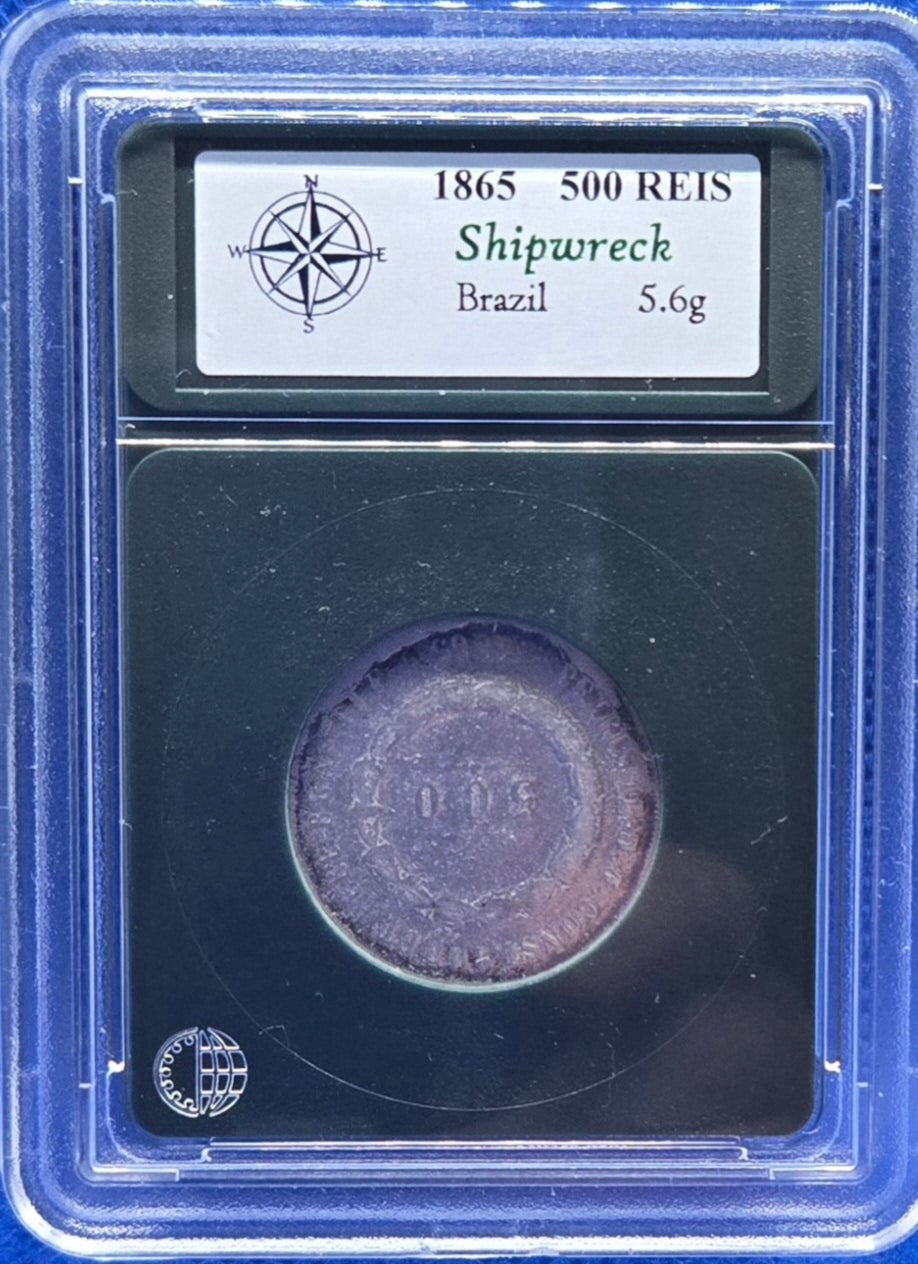 N
W E
S
1865 500 REIS
Shipwreck
Brazil 5.6g
500